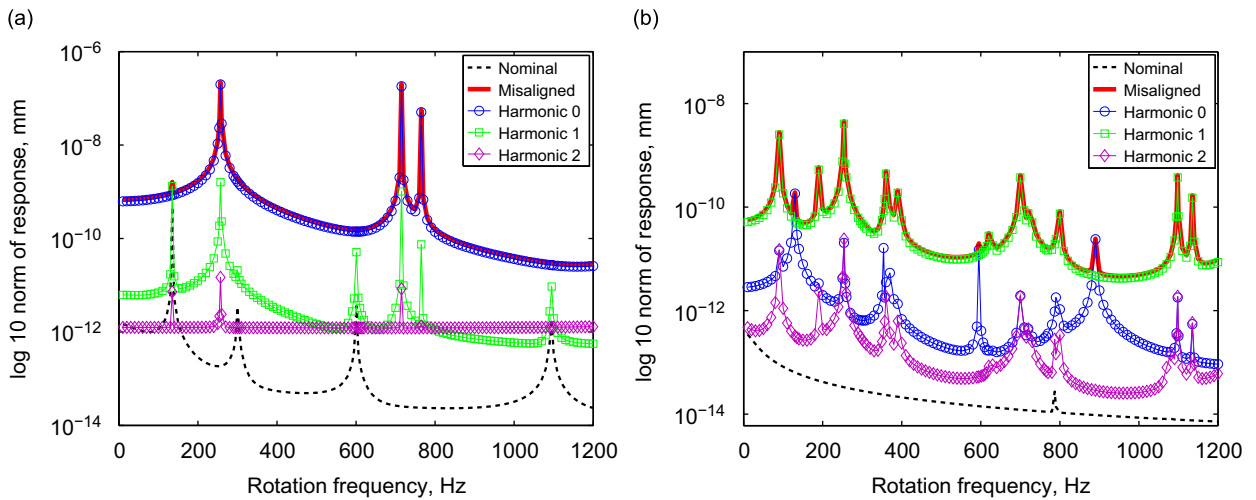 (a)
10⁻⁶
10⁻⁸
10⁻¹⁰
10⁻¹²
10⁻¹⁴
log 10 norm of response, mm
0 200 400 600 800 1000 1200
Rotation frequency, Hz
Nominal
Misaligned
Harmonic 0
Harmonic 1
Harmonic 2
(b)
10⁻⁸
10⁻¹⁰
10⁻¹²
10⁻¹⁴
log 10 norm of response, mm
0 200 400 600 800 1000 1200
Rotation frequency, Hz
Nominal
Misaligned
Harmonic 0
Harmonic 1
Harmonic 2